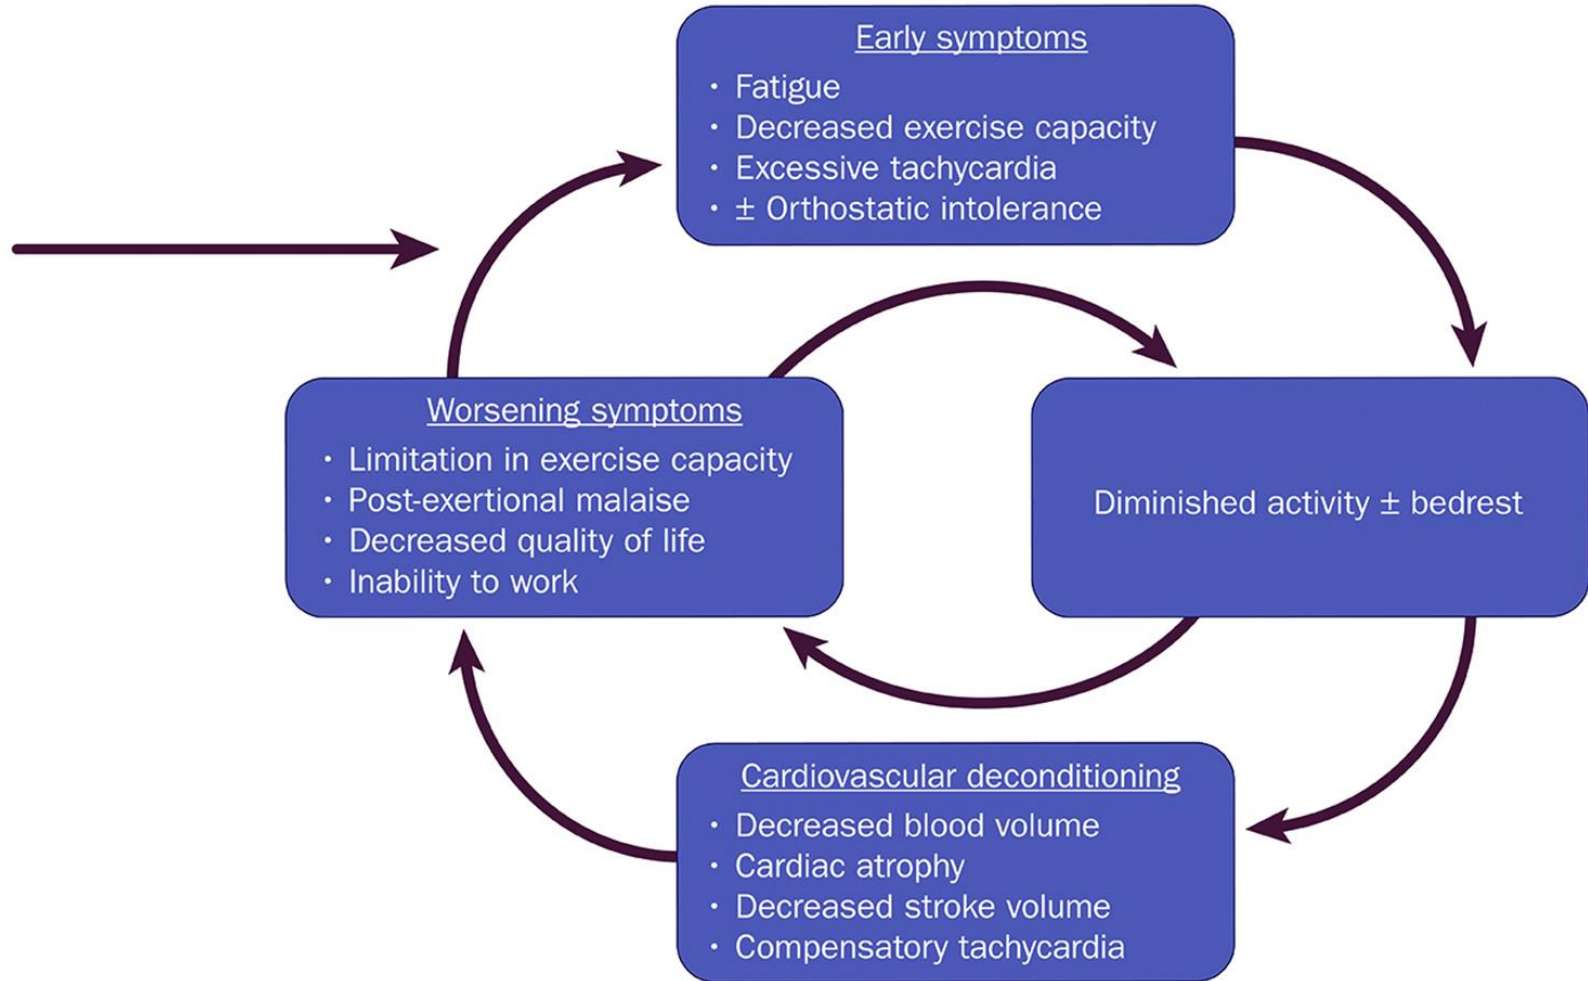 Early symptoms
• Fatigue
• Decreased exercise capacity
• Excessive tachycardia
• ± Orthostatic intolerance
Worsening symptoms
• Limitation in exercise capacity
• Post-exertional malaise
• Decreased quality of life
• Inability to work
Diminished activity ± bedrest
Cardiovascular deconditioning
• Decreased blood volume
• Cardiac atrophy
• Decreased stroke volume
• Compensatory tachycardia